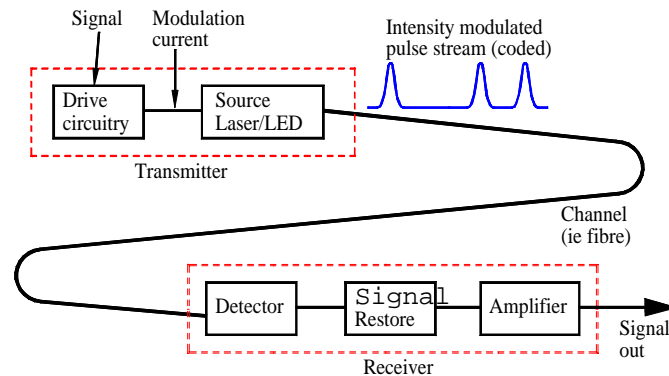 Signal
Modulation
current
Intensity modulated
pulse stream (coded)
Drive
circuitry
Source
Laser/LED
Transmitter
Channel
(ie fibre)
Detector
Signal
Restore
Amplifier
Signal
out
Receiver